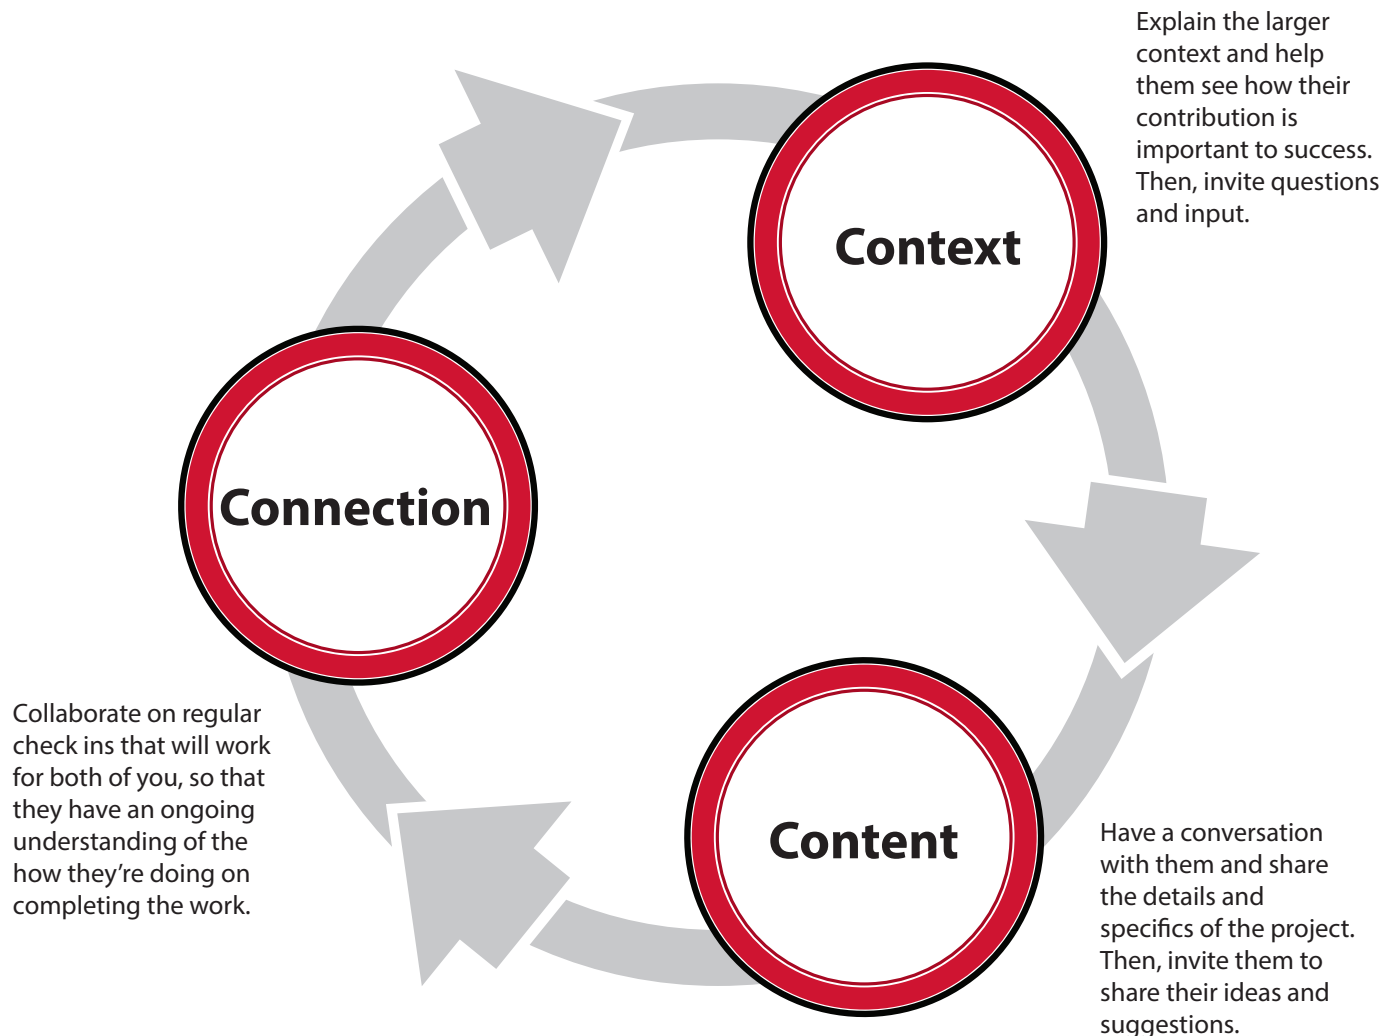 Explain the larger
context and help
them see how their
contribution is
important to success.
Then, invite questions
and input.
Context
Connection
Content
Collaborate on regular
check ins that will work
for both of you, so that
they have an ongoing
understanding of the
how they're doing on
completing the work.
Have a conversation
with them and share
the details and
specifics of the project.
Then, invite them to
share their ideas and
suggestions.